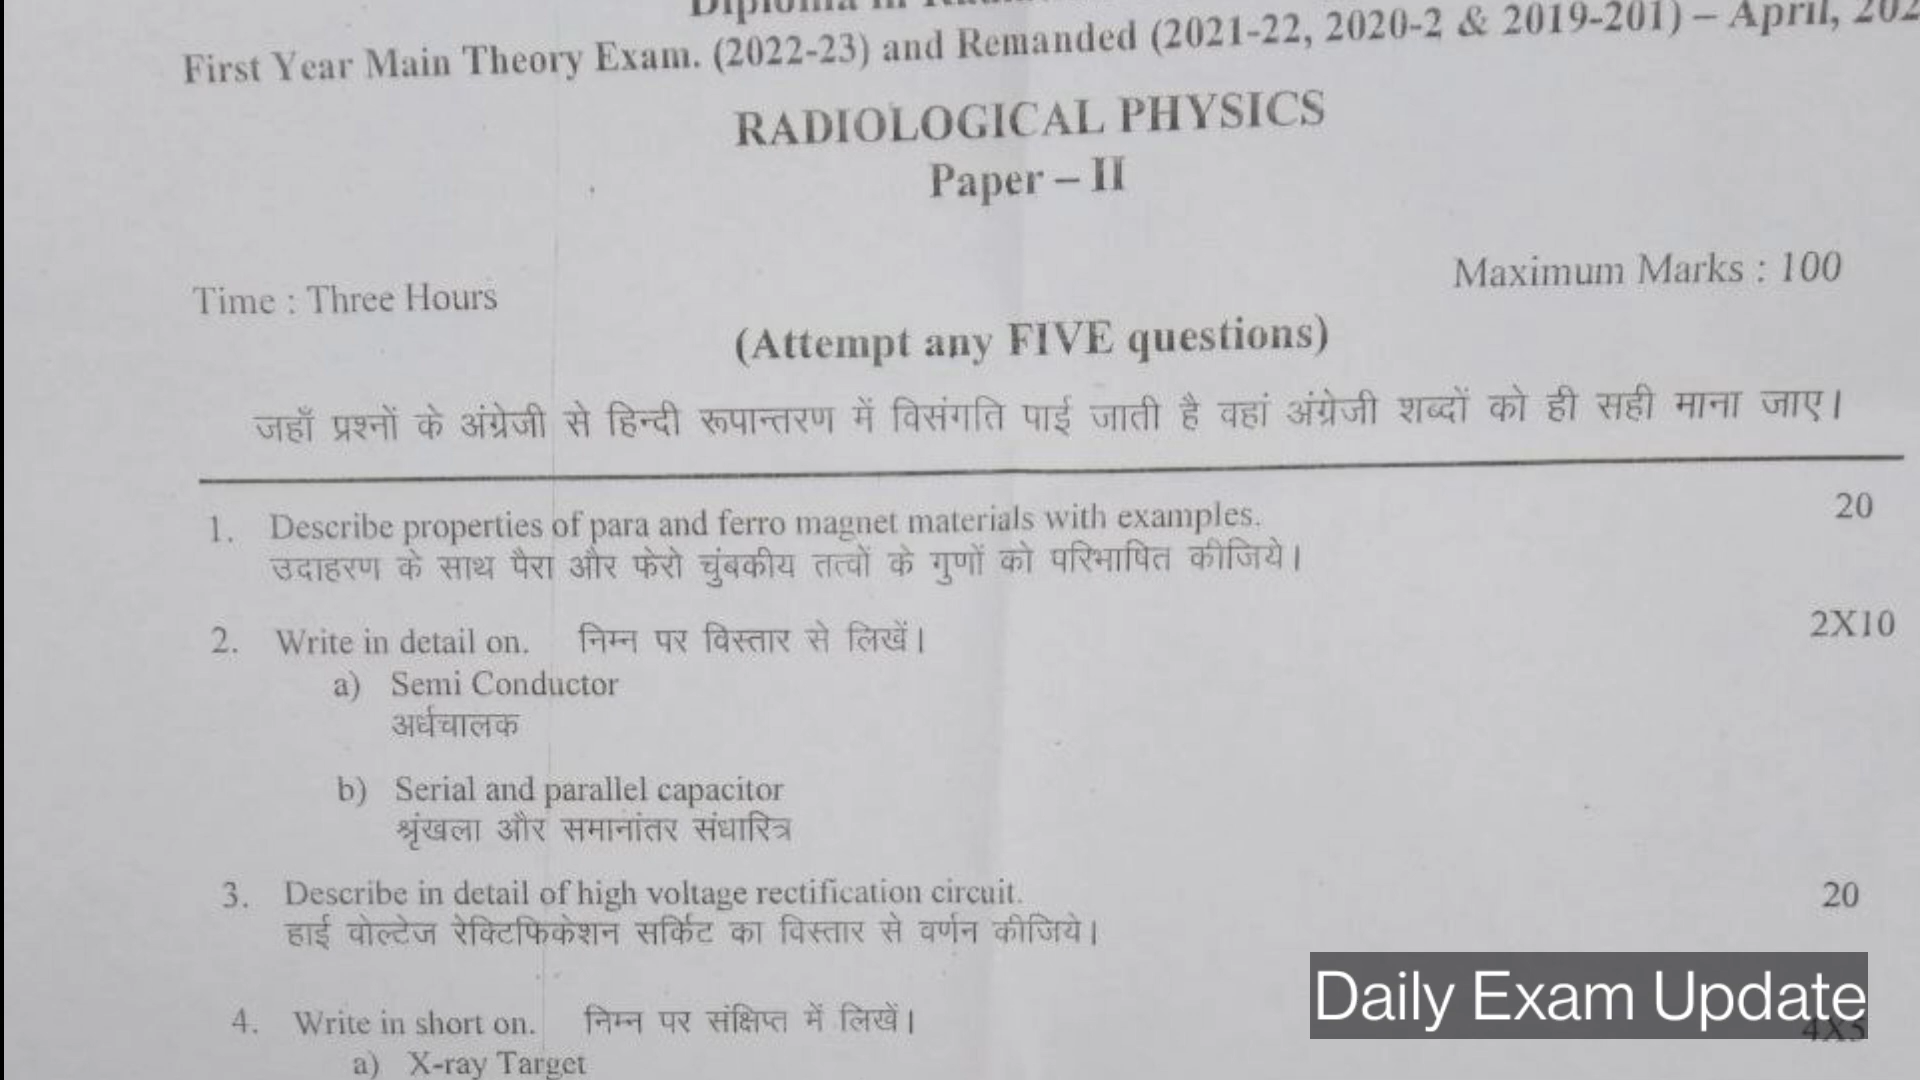 Diploma in
First Year Main Theory Exam. (2022-23) and Remanded (2021-22, 2020-2 & 2019-201) – April, 202
RADIOLOGICAL PHYSICS
Paper – II
Time : Three Hours
Maximum Marks : 100
(Attempt any FIVE questions)
जहाँ प्रश्नों के अंग्रेजी से हिन्दी रूपान्तरण में विसंगति पाई जाती है वहां अंग्रेजी शब्दों को ही सही माना जाए।
1. Describe properties of para and ferro magnet materials with examples. 20
उदाहरण के साथ पैरा और फेरो चुंबकीय तत्वों के गुणों को परिभाषित कीजिये।
2. Write in detail on. निम्न पर विस्तार से लिखें। 2X10
a) Semi Conductor
अर्धचालक
b) Serial and parallel capacitor
श्रृंखला और समानांतर संधारित्र
3. Describe in detail of high voltage rectification circuit. 20
हाई वोल्टेज रेक्टिफिकेशन सर्किट का विस्तार से वर्णन कीजिये।
Daily Exam Update
4. Write in short on. निम्न पर संक्षिप्त में लिखें। 4X5
a) X-ray Target